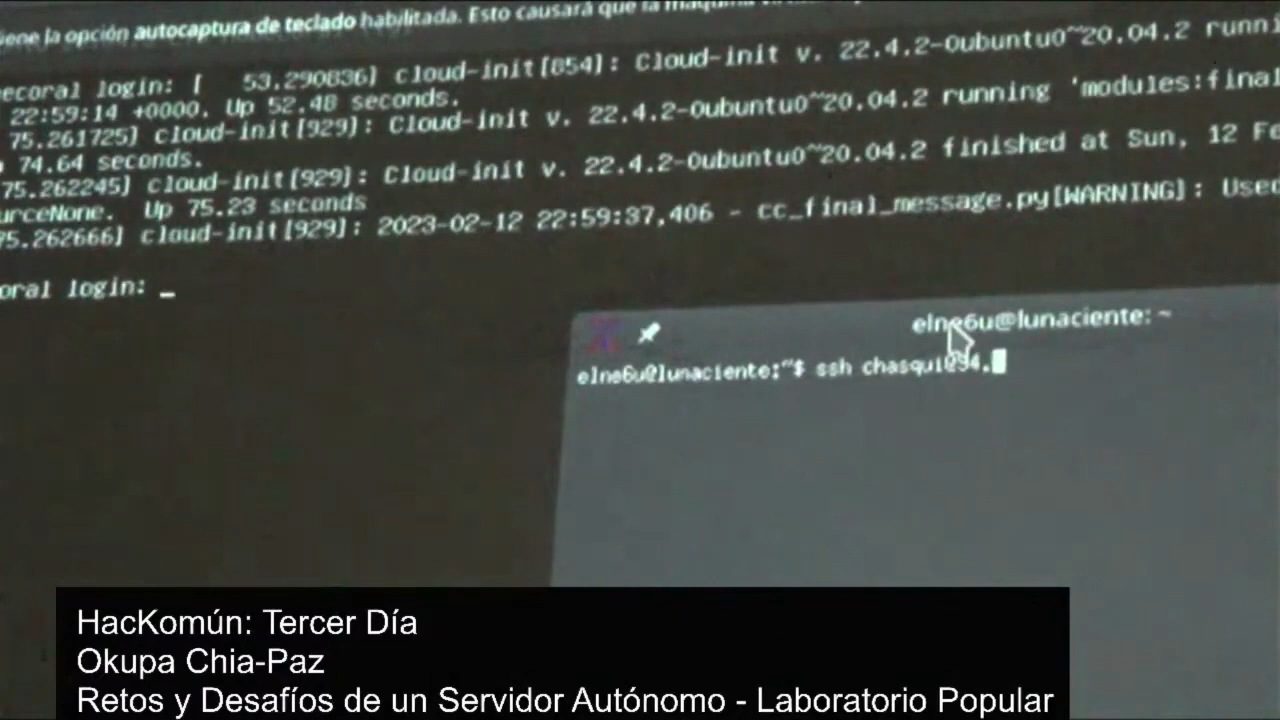 iene la opción autocaptura de teclado habilitada. Esto causará que la
ecoral login: [   53.290836] cloud-init[854]: Cloud-init v. 22.4.2-0ubuntu0~20.04.2 runni
22:59:14 +0000. Up 52.48 seconds.
75.261725] cloud-init[929]: Cloud-init v. 22.4.2-0ubuntu0~20.04.2 running 'modules:final
74.64 seconds.
75.262245] cloud-init[929]: Cloud-init v. 22.4.2-0ubuntu0~20.04.2 finished at Sun, 12 Fe
urceNone.  Up 75.23 seconds
75.262666] cloud-init[929]: 2023-02-12 22:59:37,406 - cc_final_message.py[WARNING]: Used
oral login: _
elne6u@lunaciente: ~
elne6u@lunaciente:~$ ssh chasqui@94.
HacKomún: Tercer Día
Okupa Chia-Paz
Retos y Desafíos de un Servidor Autónomo - Laboratorio Popular